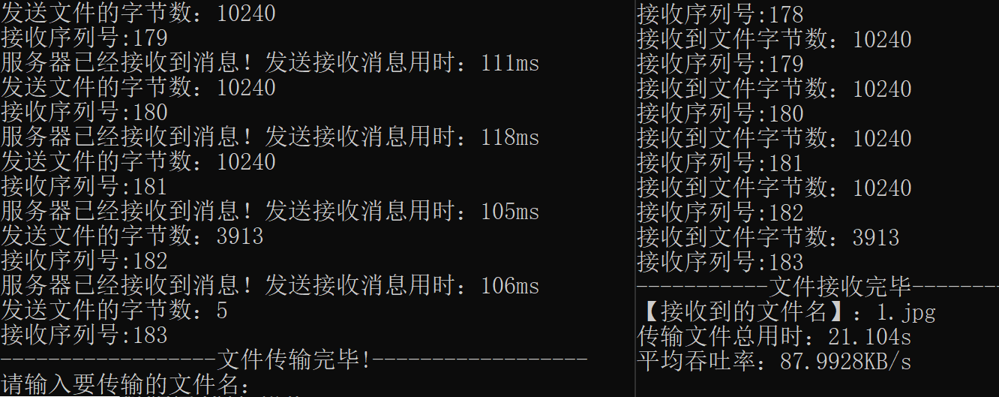 发送文件的字节数：10240
接收序列号:179
服务器已经接收到消息！发送接收消息用时：111ms
发送文件的字节数：10240
接收序列号:180
服务器已经接收到消息！发送接收消息用时：118ms
发送文件的字节数：10240
接收序列号:181
服务器已经接收到消息！发送接收消息用时：105ms
发送文件的字节数：3913
接收序列号:182
服务器已经接收到消息！发送接收消息用时：106ms
发送文件的字节数：5
接收序列号:183
------------------文件传输完毕!------------------
请输入要传输的文件名：
接收序列号:178
接收到文件字节数：10240
接收序列号:179
接收到文件字节数：10240
接收序列号:180
接收到文件字节数：10240
接收序列号:181
接收到文件字节数：10240
接收序列号:182
接收到文件字节数：3913
接收序列号:183
-----------文件接收完毕-------
【接收到的文件名】：1.jpg
传输文件总用时：21.104s
平均吞吐率：87.9928KB/s